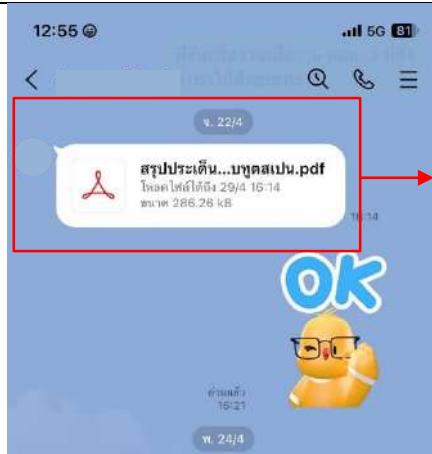 12:55
5G 81
จ. 22/4
สรุปประเด็น...บทูตสเปน.pdf
โหลดไฟล์ได้ถึง 29/4 16:14
ขนาด 286.26 kB
16:14
OK
อ่านแล้ว
16:21
พ. 24/4